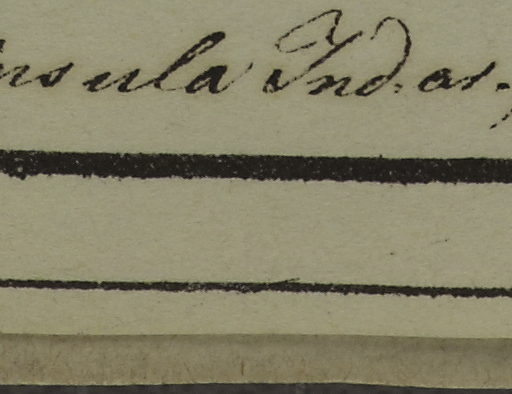 nsula Ind. or.